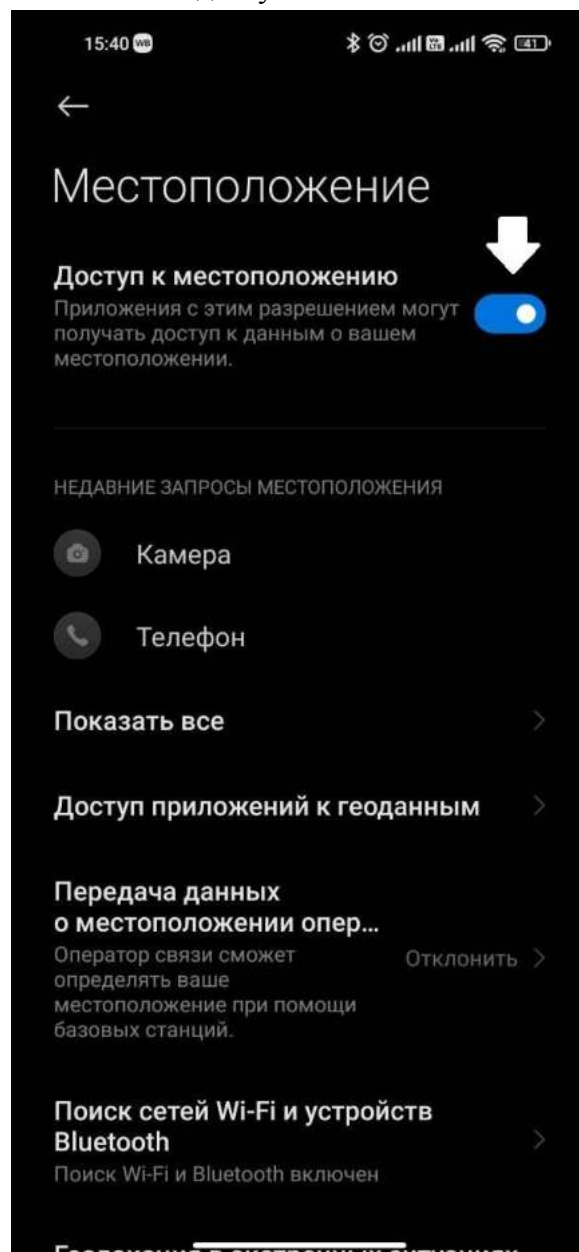 15:40 WB
41
Местоположение
Доступ к местоположению
Приложения с этим разрешением могут
получать доступ к данным о вашем
местоположении.
НЕДАВНИЕ ЗАПРОСЫ МЕСТОПОЛОЖЕНИЯ
Камера
Телефон
Показать все
Доступ приложений к геоданным
Передача данных
о местоположении опер...
Оператор связи сможет
определять ваше
местоположение при помощи
базовых станций.
Отклонить
Поиск сетей Wi-Fi и устройств
Bluetooth
Поиск Wi-Fi и Bluetooth включен